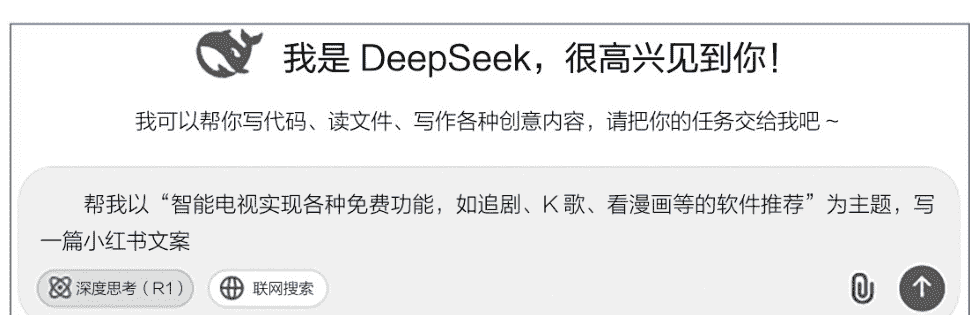 我是 DeepSeek，很高兴见到你！
我可以帮你写代码、读文件、写作各种创意内容，请把你的任务交给我吧 ~
帮我以“智能电视实现各种免费功能，如追剧、K 歌、看漫画等的软件推荐”为主题，写
一篇小红书文案
深度思考（R1） 联网搜索